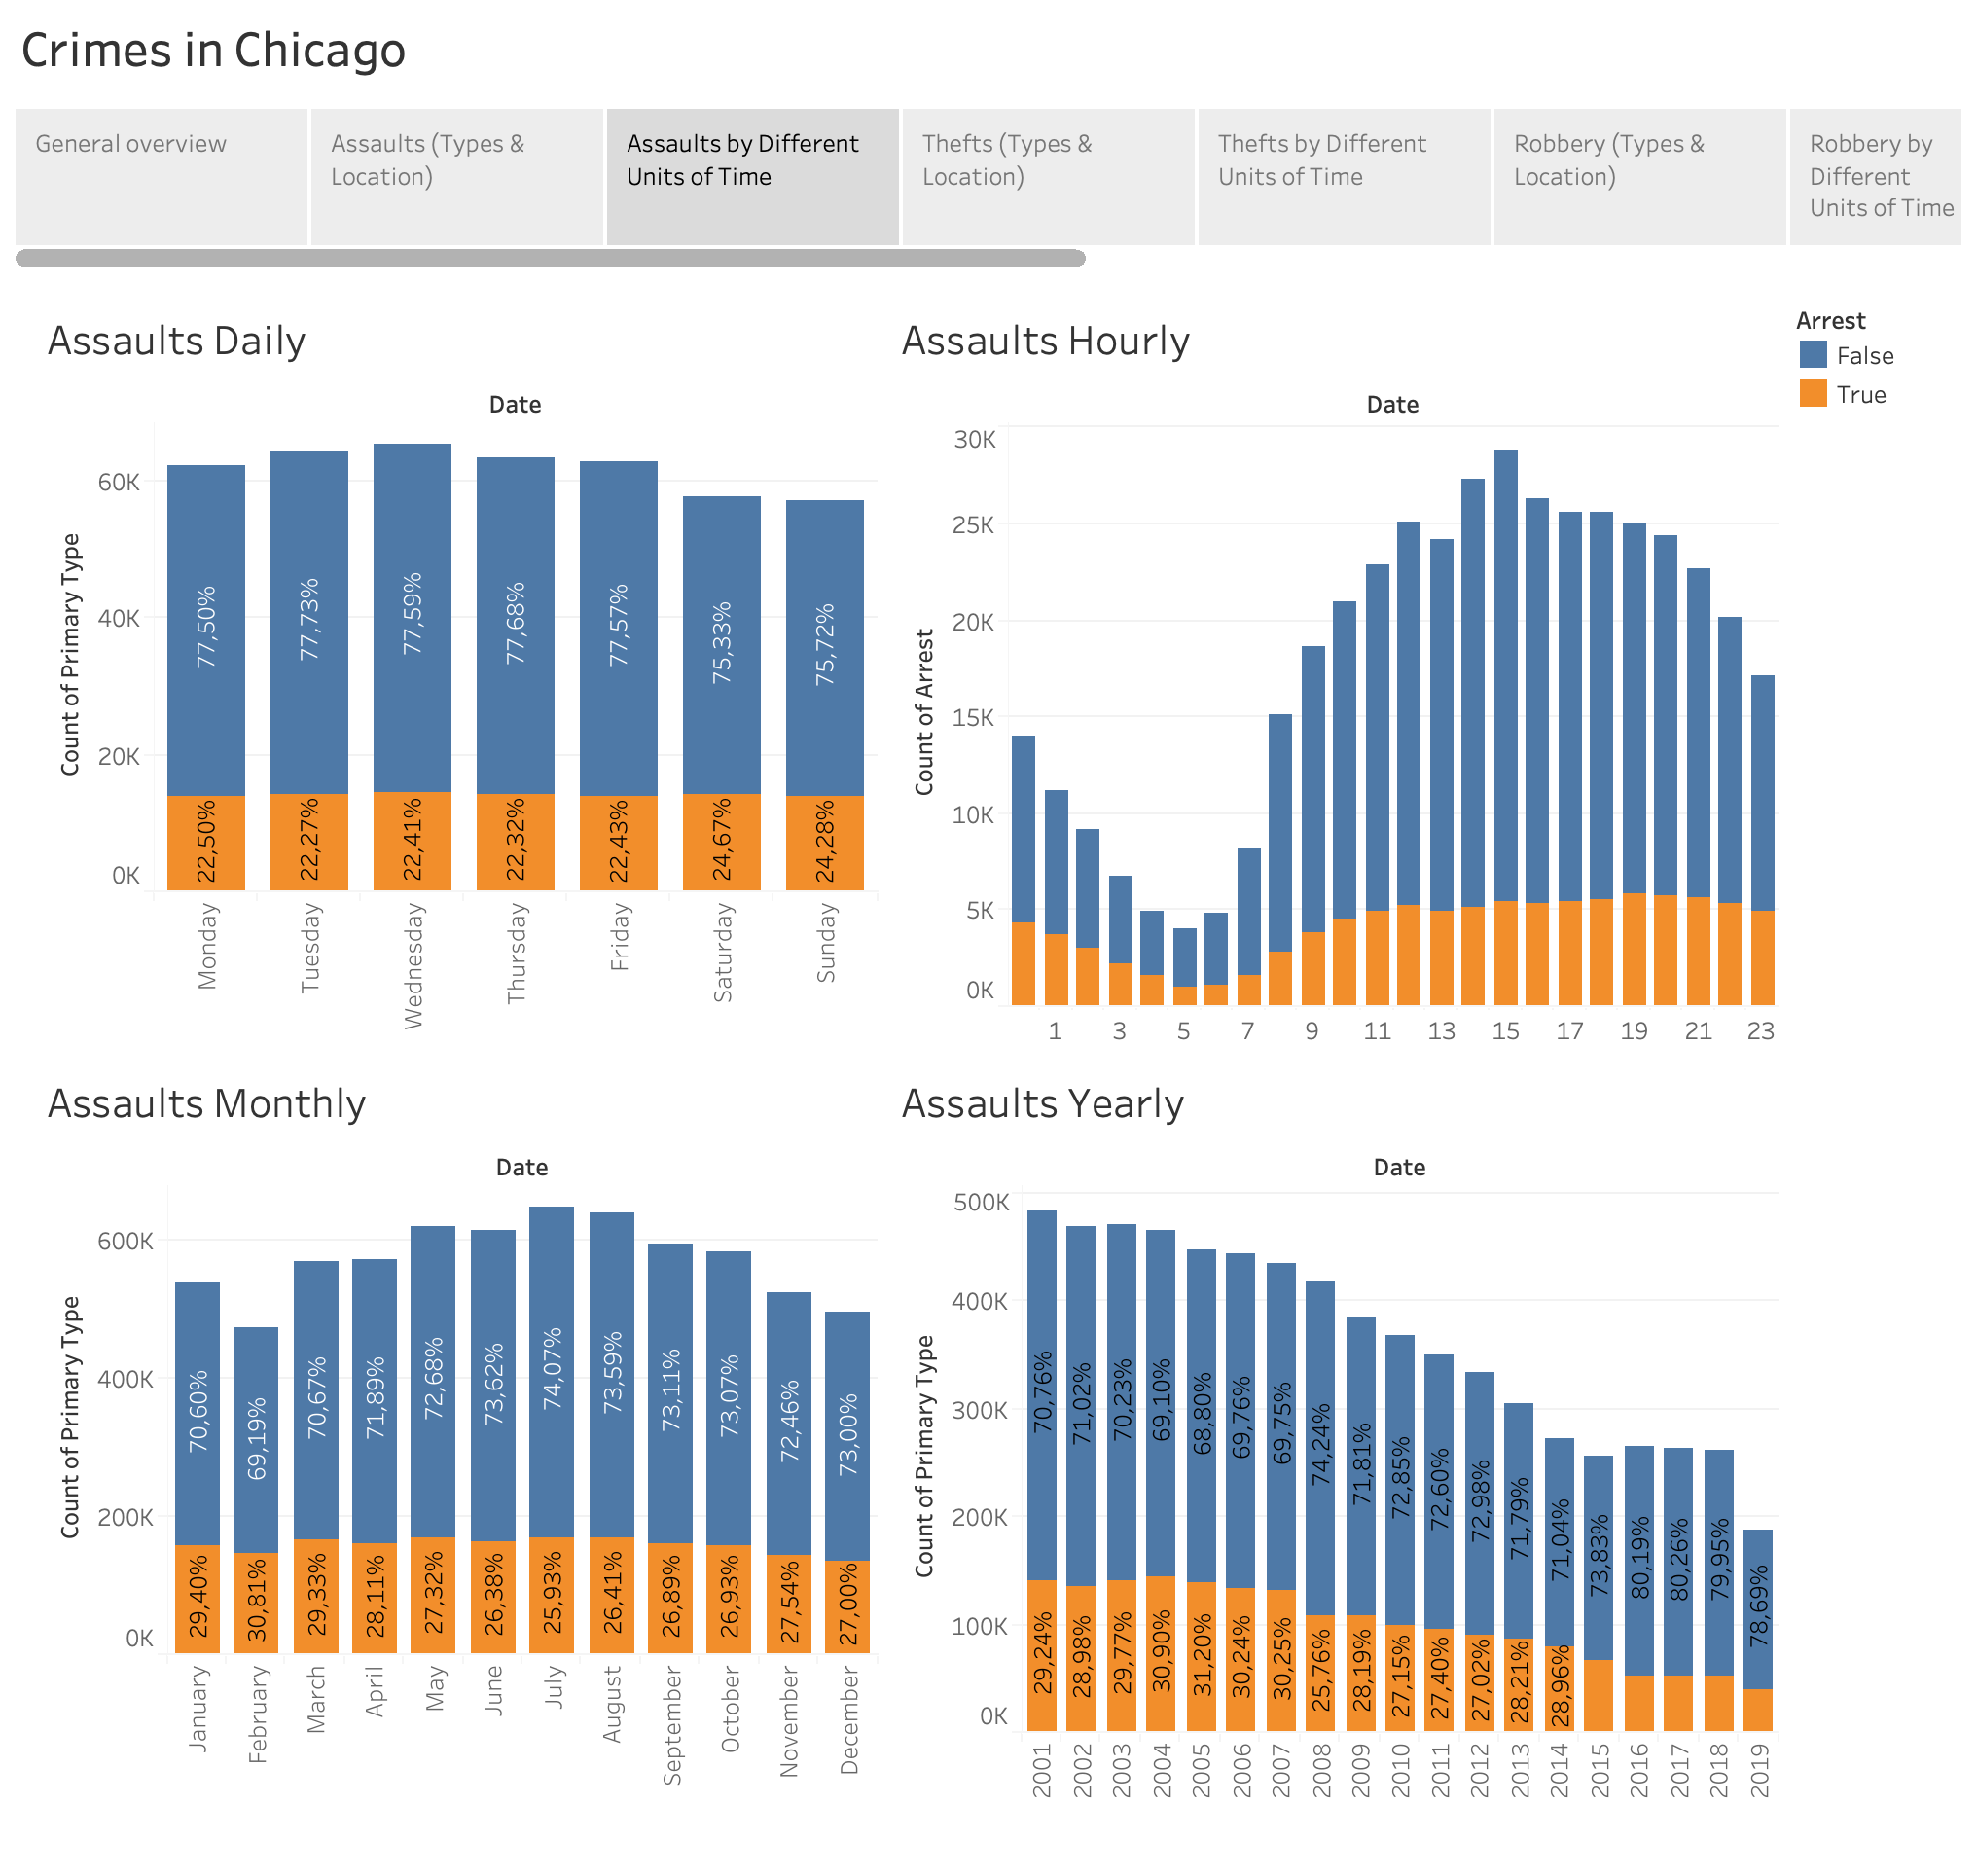 Crimes in Chicago
General overview
Assaults (Types &
Location)
Assaults by Different
Units of Time
Thefts (Types &
Location)
Thefts by Different
Units of Time
Robbery (Types &
Location)
Robbery by
Different
Units of Time
Assaults Daily
Date
Count of Primary Type
60K
40K
20K
0K
77,50%
77,73%
77,59%
77,68%
77,57%
75,33%
75,72%
22,50%
22,27%
22,41%
22,32%
22,43%
24,67%
24,28%
Monday
Tuesday
Wednesday
Thursday
Friday
Saturday
Sunday
Assaults Hourly
Date
Count of Arrest
30K
25K
20K
15K
10K
5K
0K
1 3 5 7 9 11 13 15 17 19 21 23
Arrest
False
True
Assaults Monthly
Date
Count of Primary Type
600K
400K
200K
0K
70,60%
69,19%
70,67%
71,89%
72,68%
73,62%
74,07%
73,59%
73,11%
73,07%
72,46%
73,00%
29,40%
30,81%
29,33%
28,11%
27,32%
26,38%
25,93%
26,41%
26,89%
26,93%
27,54%
27,00%
January
February
March
April
May
June
July
August
September
October
November
December
Assaults Yearly
Date
Count of Primary Type
500K
400K
300K
200K
100K
0K
70,76%
71,02%
70,23%
69,10%
68,80%
69,76%
69,75%
74,24%
71,81%
72,85%
72,60%
72,98%
71,79%
71,04%
73,83%
80,19%
80,26%
79,95%
78,69%
29,24%
28,98%
29,77%
30,90%
31,20%
30,24%
30,25%
25,76%
28,19%
27,15%
27,40%
27,02%
28,21%
28,96%
2001
2002
2003
2004
2005
2006
2007
2008
2009
2010
2011
2012
2013
2014
2015
2016
2017
2018
2019